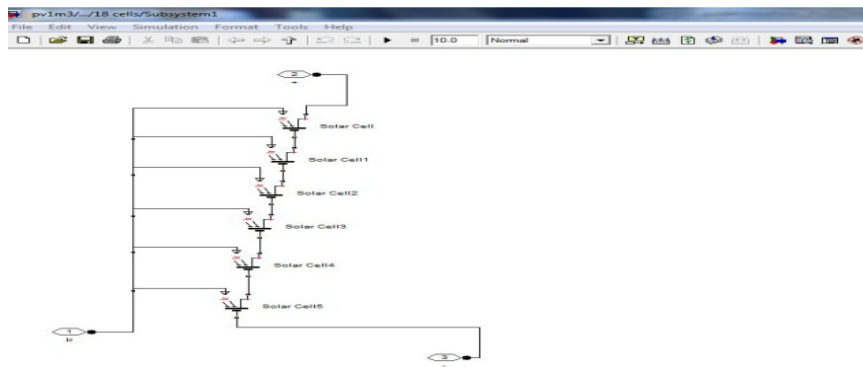 pv1m3/.../18 cells/Subsystem1
File Edit View Simulation Format Tools Help
10.0 Normal
2
+
Solar Cell
Solar Cell1
Solar Cell2
Solar Cell3
Solar Cell4
Solar Cell5
1
Ir
3
-